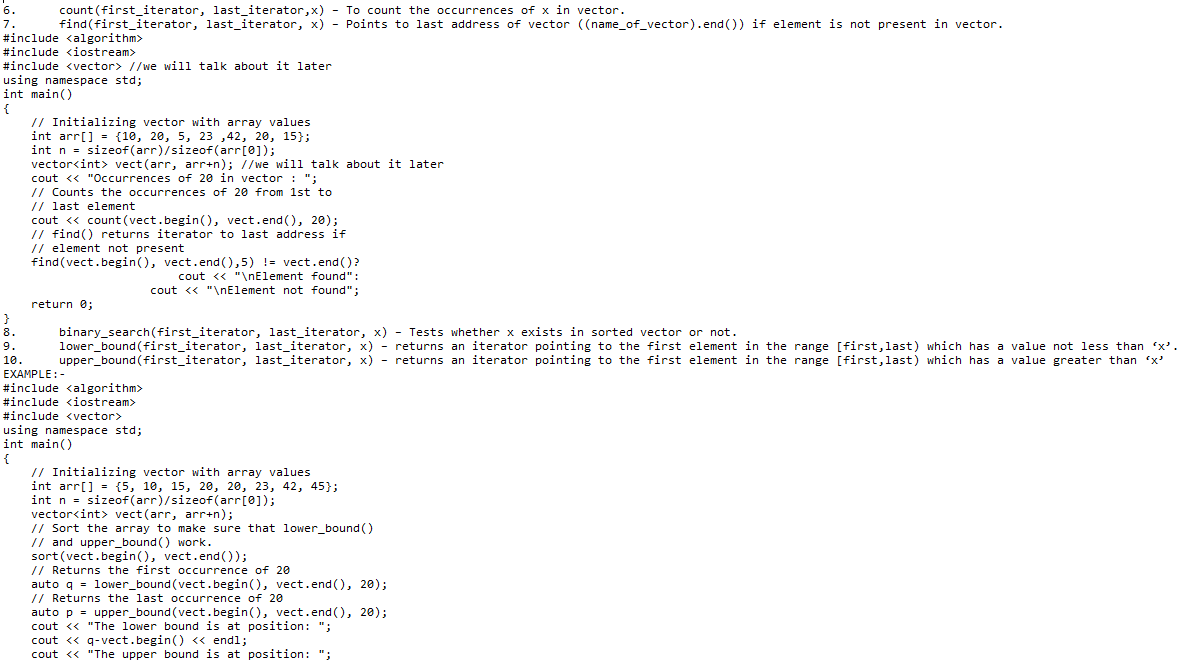 6.      count(first_iterator, last_iterator,x) – To count the occurrences of x in vector.
7.      find(first_iterator, last_iterator, x) – Points to last address of vector ((name_of_vector).end()) if element is not present in vector.
#include <algorithm>
#include <iostream>
#include <vector> //we will talk about it later
using namespace std;
int main()
{
    // Initializing vector with array values
    int arr[] = {10, 20, 5, 23 ,42, 20, 15};
    int n = sizeof(arr)/sizeof(arr[0]);
    vector<int> vect(arr, arr+n); //we will talk about it later
    cout << "Occurrences of 20 in vector : ";
    // Counts the occurrences of 20 from 1st to
    // last element
    cout << count(vect.begin(), vect.end(), 20);
    // find() returns iterator to last address if
    // element not present
    find(vect.begin(), vect.end(),5) != vect.end()?
                         cout << "\nElement found":
                     cout << "\nElement not found";
    return 0;
}
8.      binary_search(first_iterator, last_iterator, x) – Tests whether x exists in sorted vector or not.
9.      lower_bound(first_iterator, last_iterator, x) – returns an iterator pointing to the first element in the range [first,last) which has a value not less than ‘x’.
10.     upper_bound(first_iterator, last_iterator, x) – returns an iterator pointing to the first element in the range [first,last) which has a value greater than ‘x’
EXAMPLE:-
#include <algorithm>
#include <iostream>
#include <vector>
using namespace std;
int main()
{
    // Initializing vector with array values
    int arr[] = {5, 10, 15, 20, 20, 23, 42, 45};
    int n = sizeof(arr)/sizeof(arr[0]);
    vector<int> vect(arr, arr+n);
    // Sort the array to make sure that lower_bound()
    // and upper_bound() work.
    sort(vect.begin(), vect.end());
    // Returns the first occurrence of 20
    auto q = lower_bound(vect.begin(), vect.end(), 20);
    // Returns the last occurrence of 20
    auto p = upper_bound(vect.begin(), vect.end(), 20);
    cout << "The lower bound is at position: ";
    cout << q-vect.begin() << endl;
    cout << "The upper bound is at position: ";